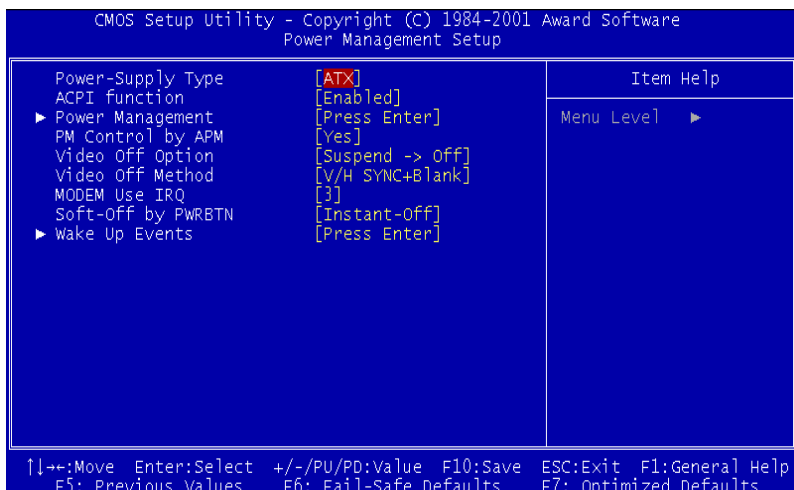 CMOS Setup Utility - Copyright (C) 1984-2001 Award Software
Power Management Setup
Power-Supply Type [ATX]
ACPI function [Enabled]
▶ Power Management [Press Enter]
PM Control by APM [Yes]
Video Off Option [Suspend -> Off]
Video Off Method [V/H SYNC+Blank]
MODEM Use IRQ [3]
Soft-Off by PWRBTN [Instant-Off]
▶ Wake Up Events [Press Enter]
Item Help
Menu Level ▶
↑↓→←:Move Enter:Select +/-/PU/PD:Value F10:Save ESC:Exit F1:General Help
F5: Previous Values F6: Fail-Safe Defaults F7: Optimized Defaults